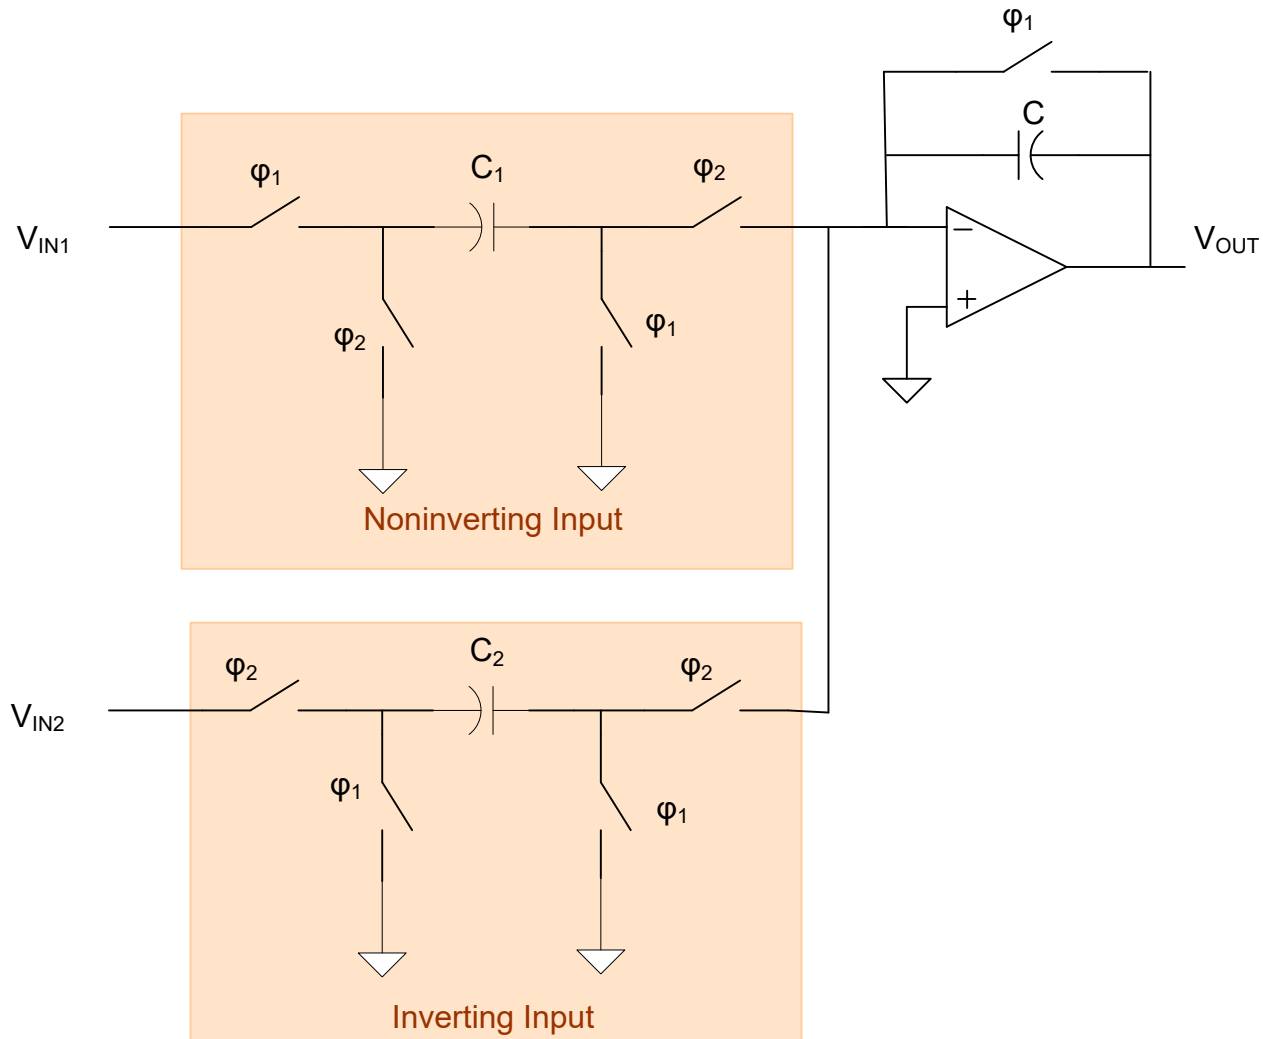 φ1
C
φ1
C1
φ2
VIN1
−
VOUT
+
φ2
φ1
Noninverting Input
φ2
C2
φ2
VIN2
φ1
φ1
Inverting Input